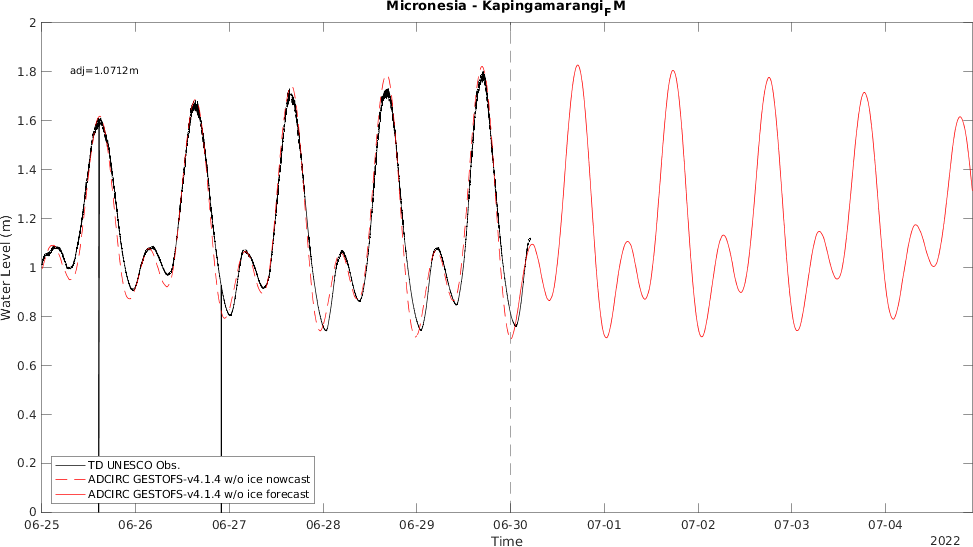 Micronesia - KapingamarangiFM
2
1.8
adj=1.0712m
1.6
1.4
1.2
1
Water Level (m)
0.8
0.6
0.4
0.2
0
TD UNESCO Obs.
ADCIRC GESTOFS-v4.1.4 w/o ice nowcast
ADCIRC GESTOFS-v4.1.4 w/o ice forecast
06-25 06-26 06-27 06-28 06-29 06-30 07-01 07-02 07-03 07-04
Time
2022